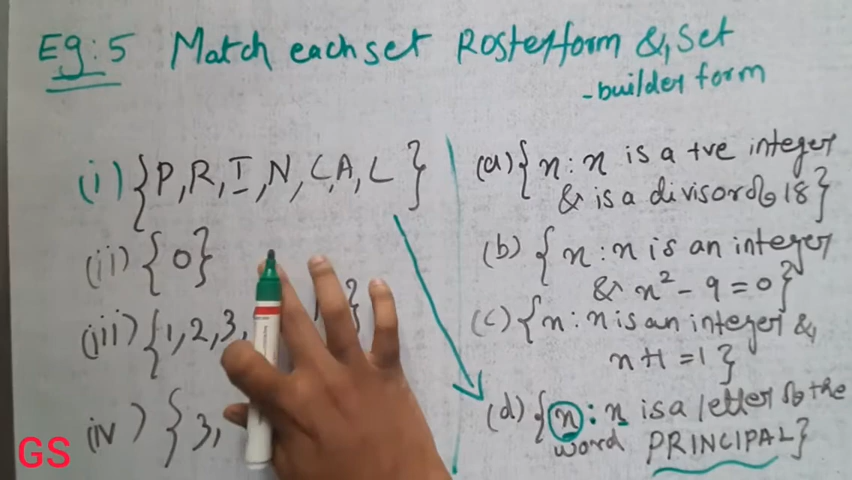 Eg: 5 Match each set Roster form & Set
-builder form
(i) {P, R, I, N, C, A, L}
(ii) {0}
(iii) {1, 2, 3,
(iv) {3,
(a) {x : x is a +ve integer
& is a divisor of 18}
(b) {x : x is an integer
& x² - 9 = 0}
(c) {x : x is an integer &
x+1 = 1}
(d) {x : x is a letter of the
word PRINCIPAL}
GS